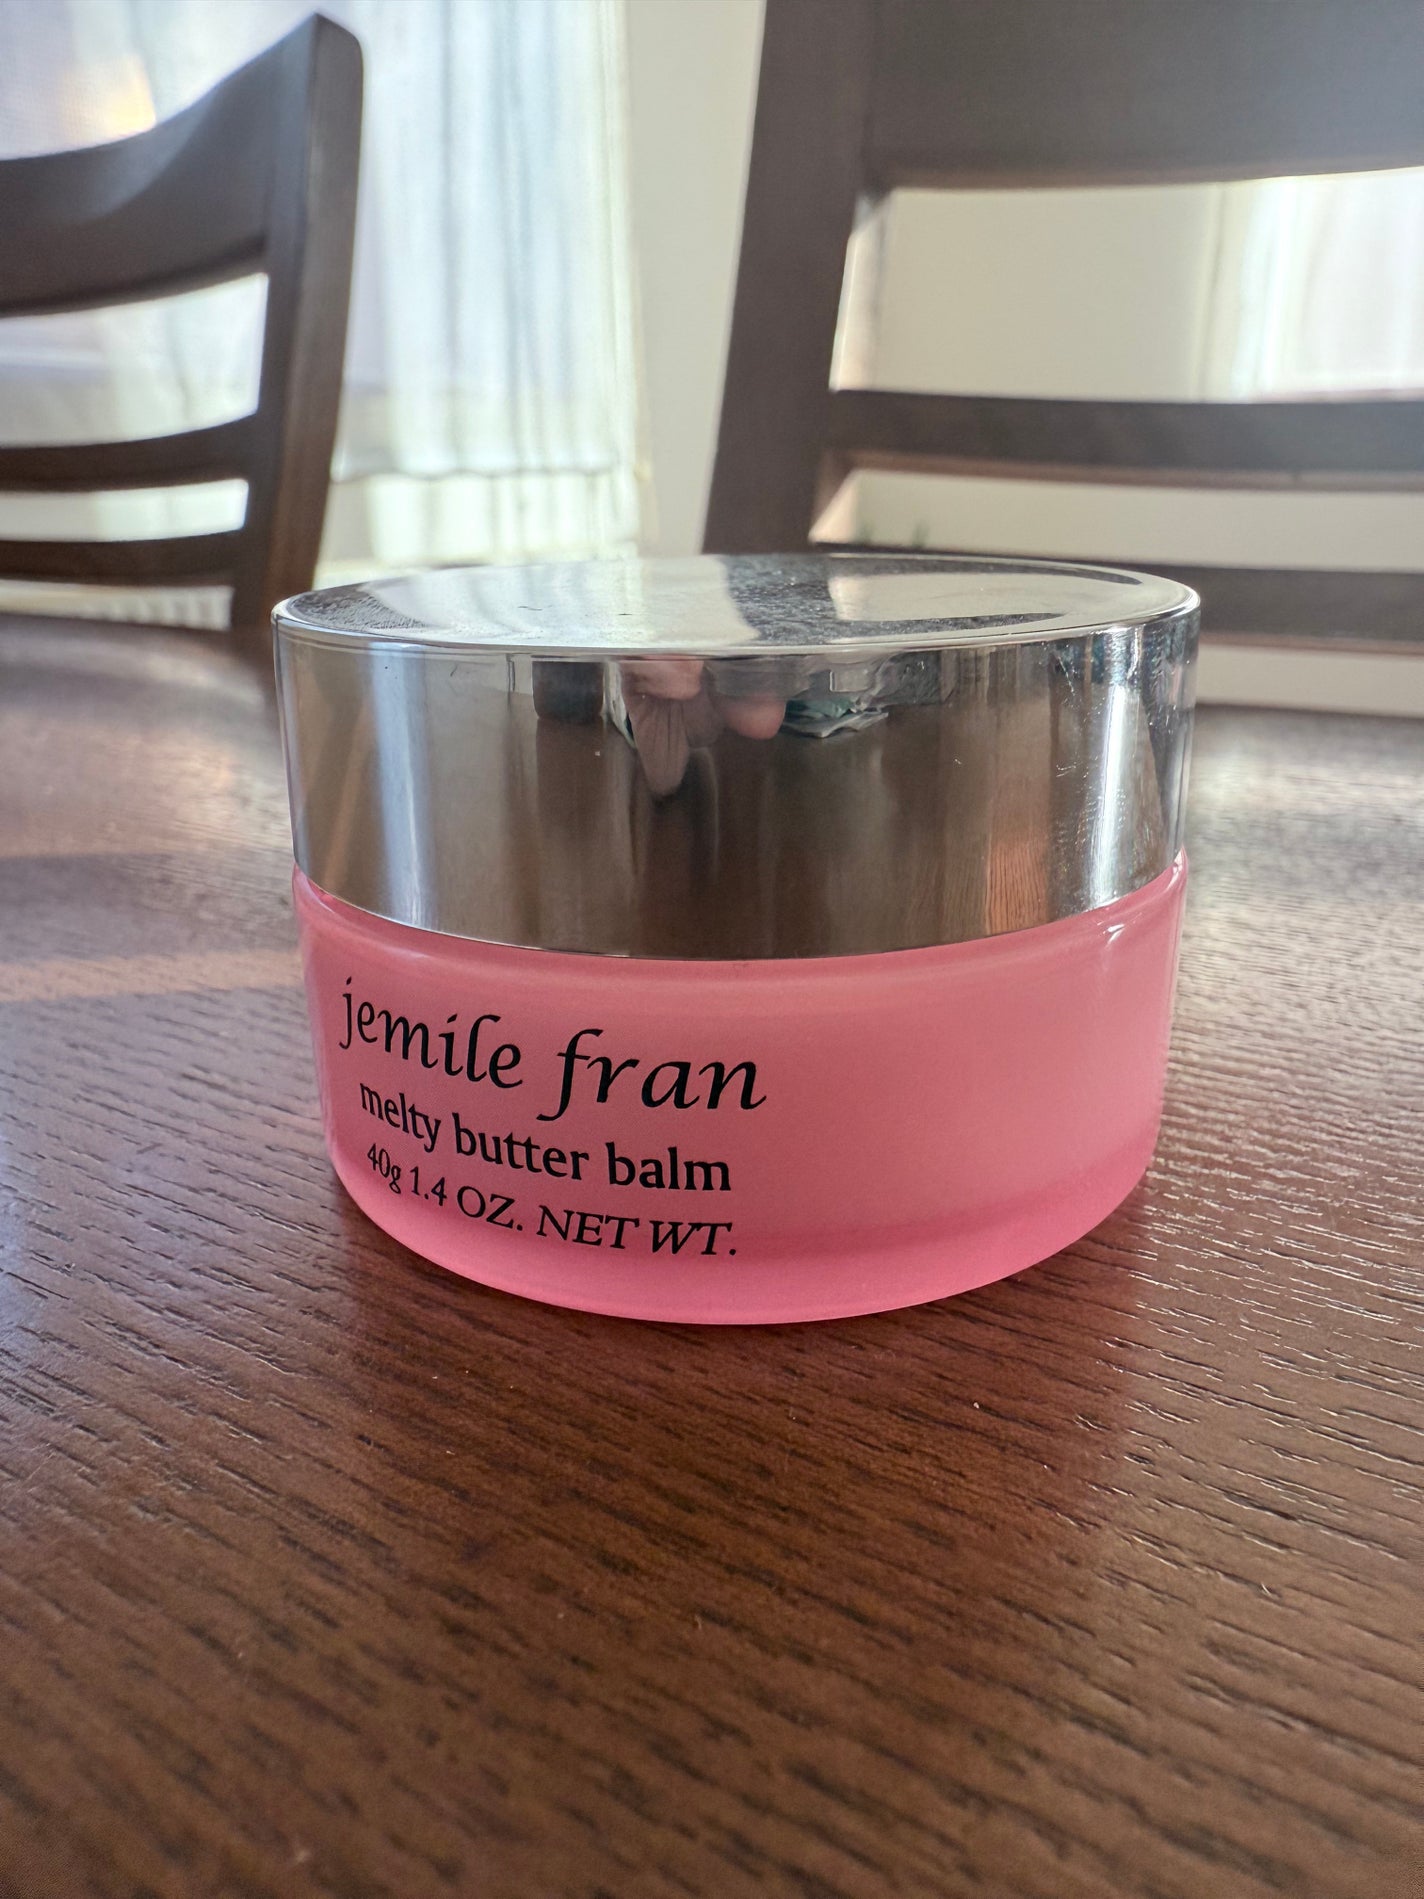 jemile fran
melty butter balm
40g 1.4 OZ. NET WT.